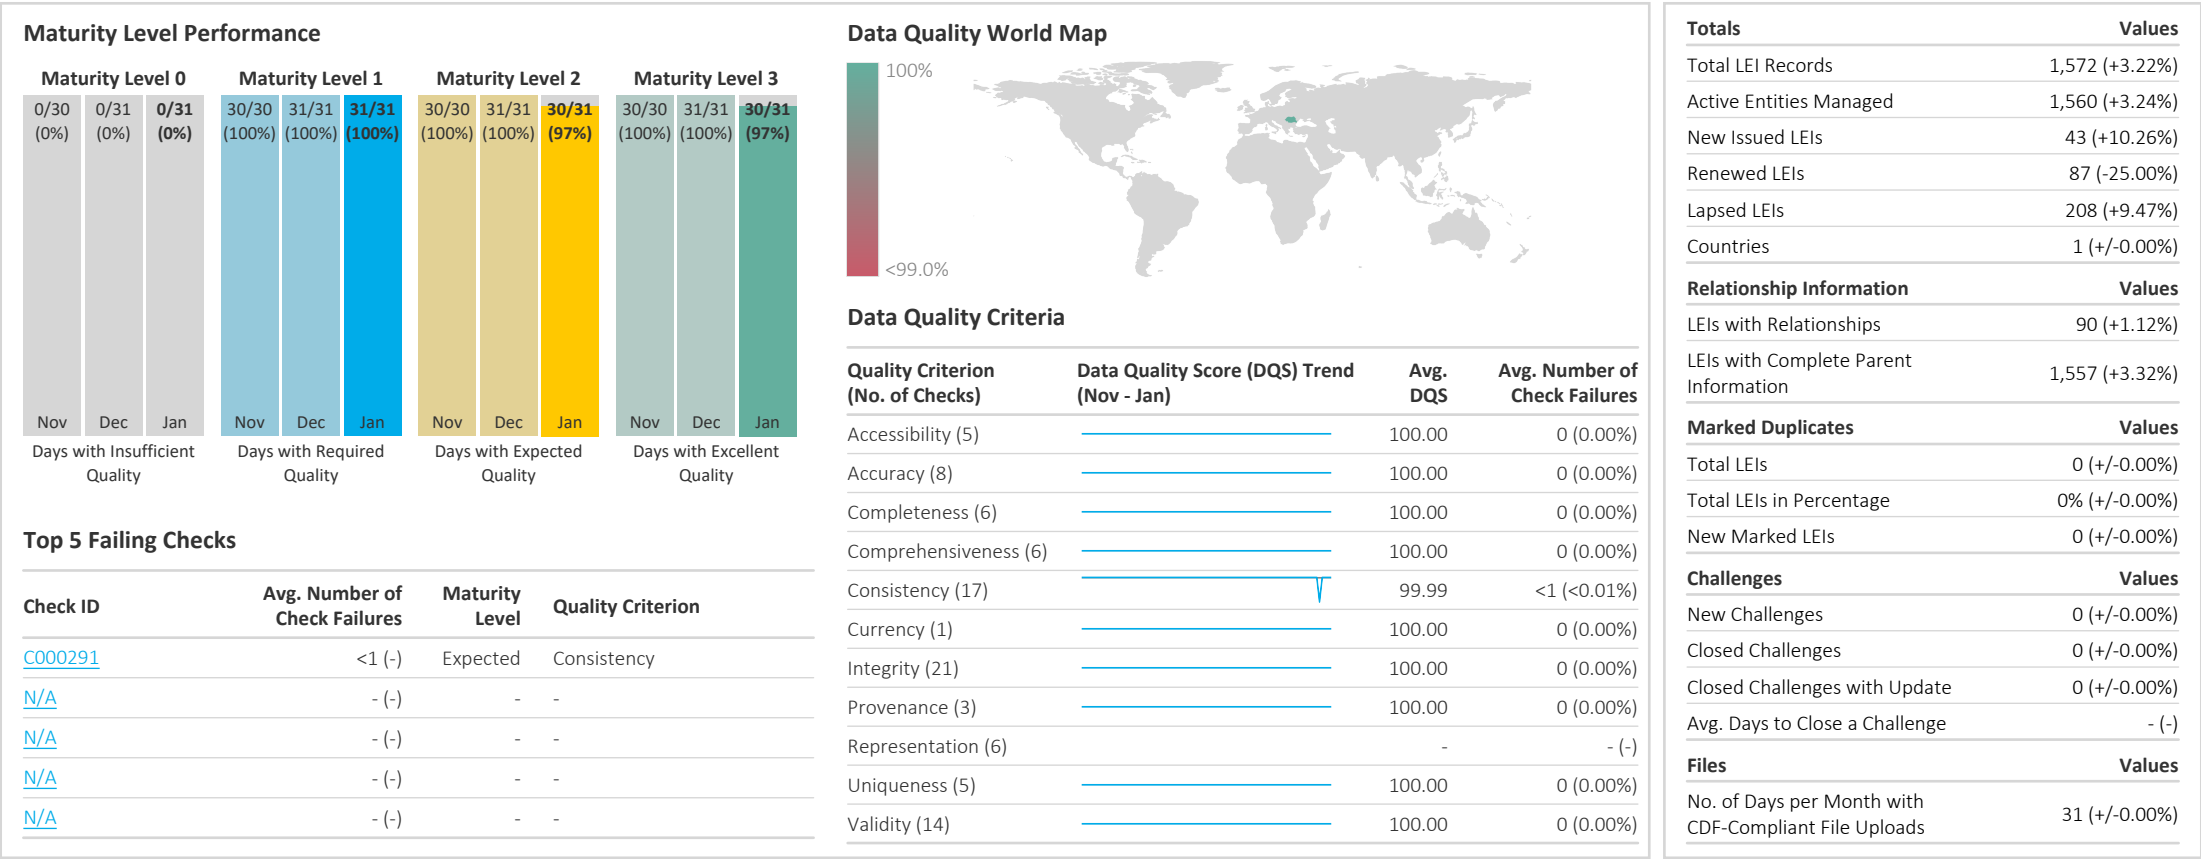 Maturity Level Performance
Maturity Level 0
0/30 0/31 0/31
(0%) (0%) (0%)
Nov Dec Jan
Days with Insufficient
Quality
Maturity Level 1
30/30 31/31 31/31
(100%) (100%) (100%)
Nov Dec Jan
Days with Required
Quality
Maturity Level 2
30/30 31/31 30/31
(100%) (100%) (97%)
Nov Dec Jan
Days with Expected
Quality
Maturity Level 3
30/30 31/31 30/31
(100%) (100%) (97%)
Nov Dec Jan
Days with Excellent
Quality
Top 5 Failing Checks
Check ID Avg. Number of Check Failures Maturity Level Quality Criterion
C000291 <1 (-) Expected Consistency
N/A - (-) - -
N/A - (-) - -
N/A - (-) - -
N/A - (-) - -
Data Quality World Map
100%
<99.0%
Data Quality Criteria
Quality Criterion Data Quality Score (DQS) Trend Avg. Avg. Number of
(No. of Checks) (Nov - Jan) DQS Check Failures
Accessibility (5) 100.00 0 (0.00%)
Accuracy (8) 100.00 0 (0.00%)
Completeness (6) 100.00 0 (0.00%)
Comprehensiveness (6) 100.00 0 (0.00%)
Consistency (17) 99.99 <1 (<0.01%)
Currency (1) 100.00 0 (0.00%)
Integrity (21) 100.00 0 (0.00%)
Provenance (3) 100.00 0 (0.00%)
Representation (6) - - (-)
Uniqueness (5) 100.00 0 (0.00%)
Validity (14) 100.00 0 (0.00%)
Totals Values
Total LEI Records 1,572 (+3.22%)
Active Entities Managed 1,560 (+3.24%)
New Issued LEIs 43 (+10.26%)
Renewed LEIs 87 (-25.00%)
Lapsed LEIs 208 (+9.47%)
Countries 1 (+/-0.00%)
Relationship Information Values
LEIs with Relationships 90 (+1.12%)
LEIs with Complete Parent
Information 1,557 (+3.32%)
Marked Duplicates Values
Total LEIs 0 (+/-0.00%)
Total LEIs in Percentage 0% (+/-0.00%)
New Marked LEIs 0 (+/-0.00%)
Challenges Values
New Challenges 0 (+/-0.00%)
Closed Challenges 0 (+/-0.00%)
Closed Challenges with Update 0 (+/-0.00%)
Avg. Days to Close a Challenge - (-)
Files Values
No. of Days per Month with
CDF-Compliant File Uploads 31 (+/-0.00%)